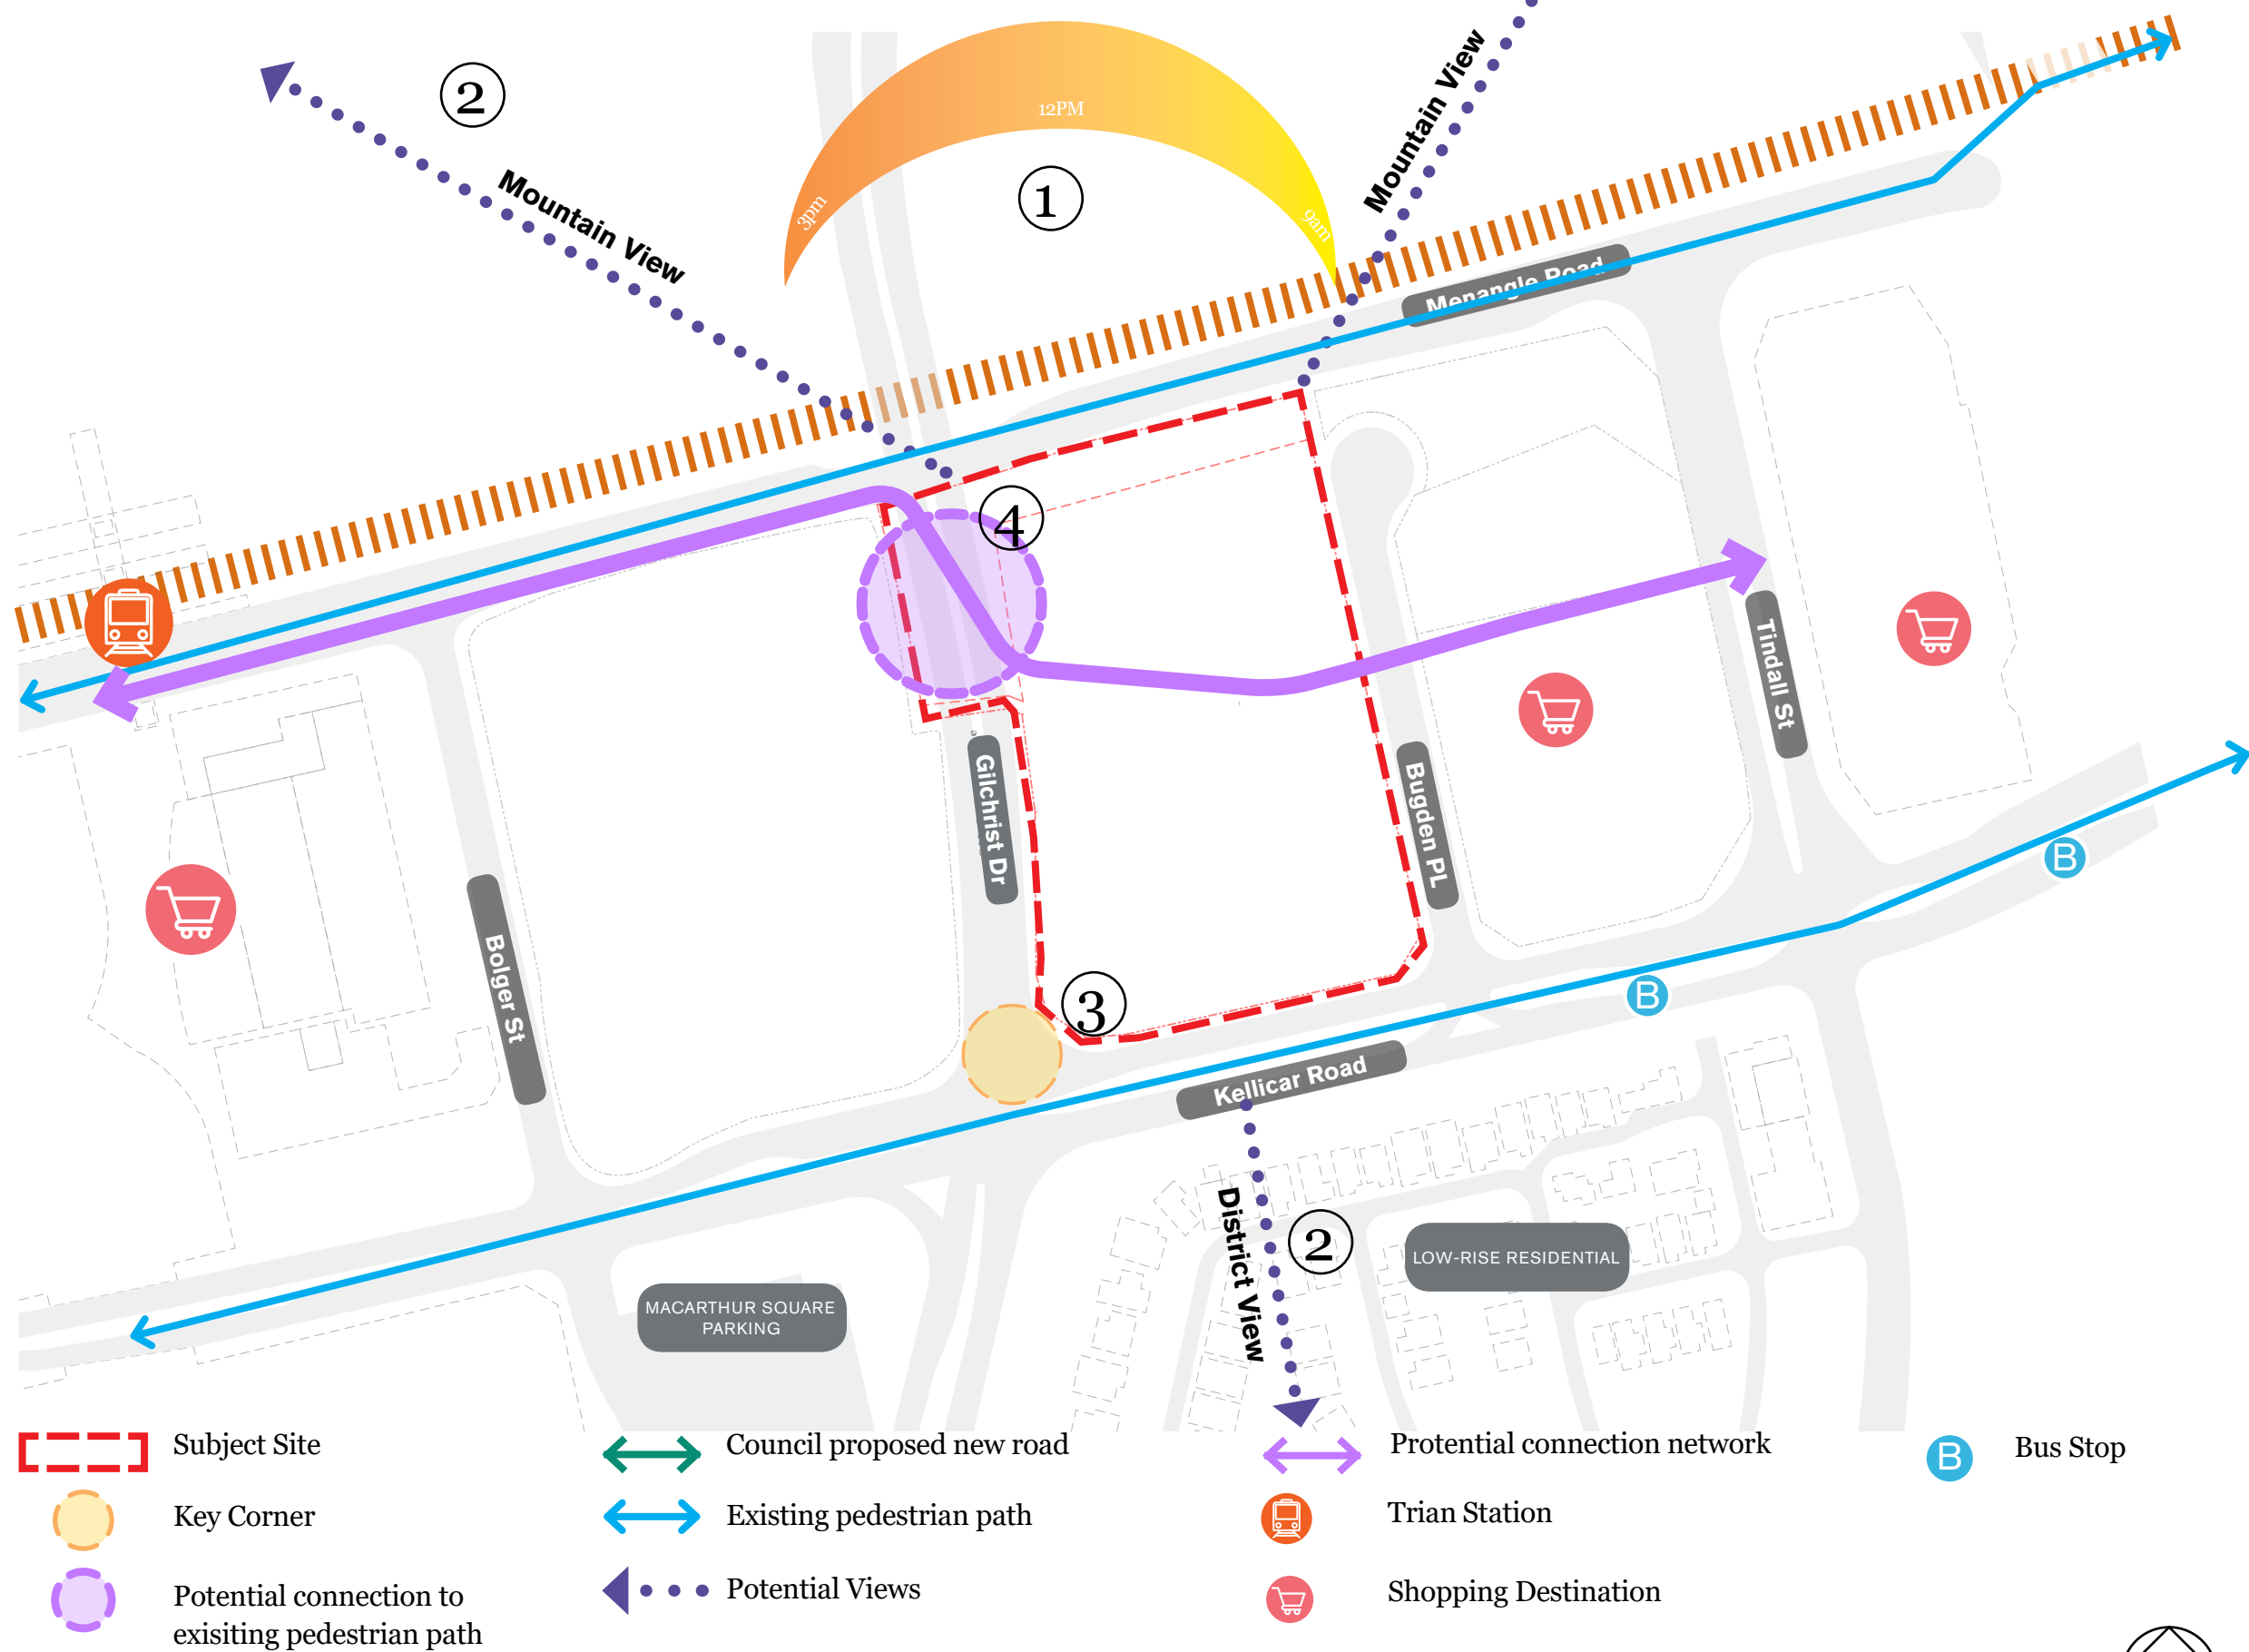 2
Mountain View
12PM
1
3pm
9am
Mountain View
Menangle Road
4
Tindall St
Gilchrist Dr
Bugden PL
Bolger St
B
B
3
Kellicar Road
District View
2
LOW-RISE RESIDENTIAL
MACARTHUR SQUARE
PARKING
Subject Site
Council proposed new road
Protential connection network
B
Bus Stop
Key Corner
Existing pedestrian path
Trian Station
Potential connection to
exisiting pedestrian path
Potential Views
Shopping Destination